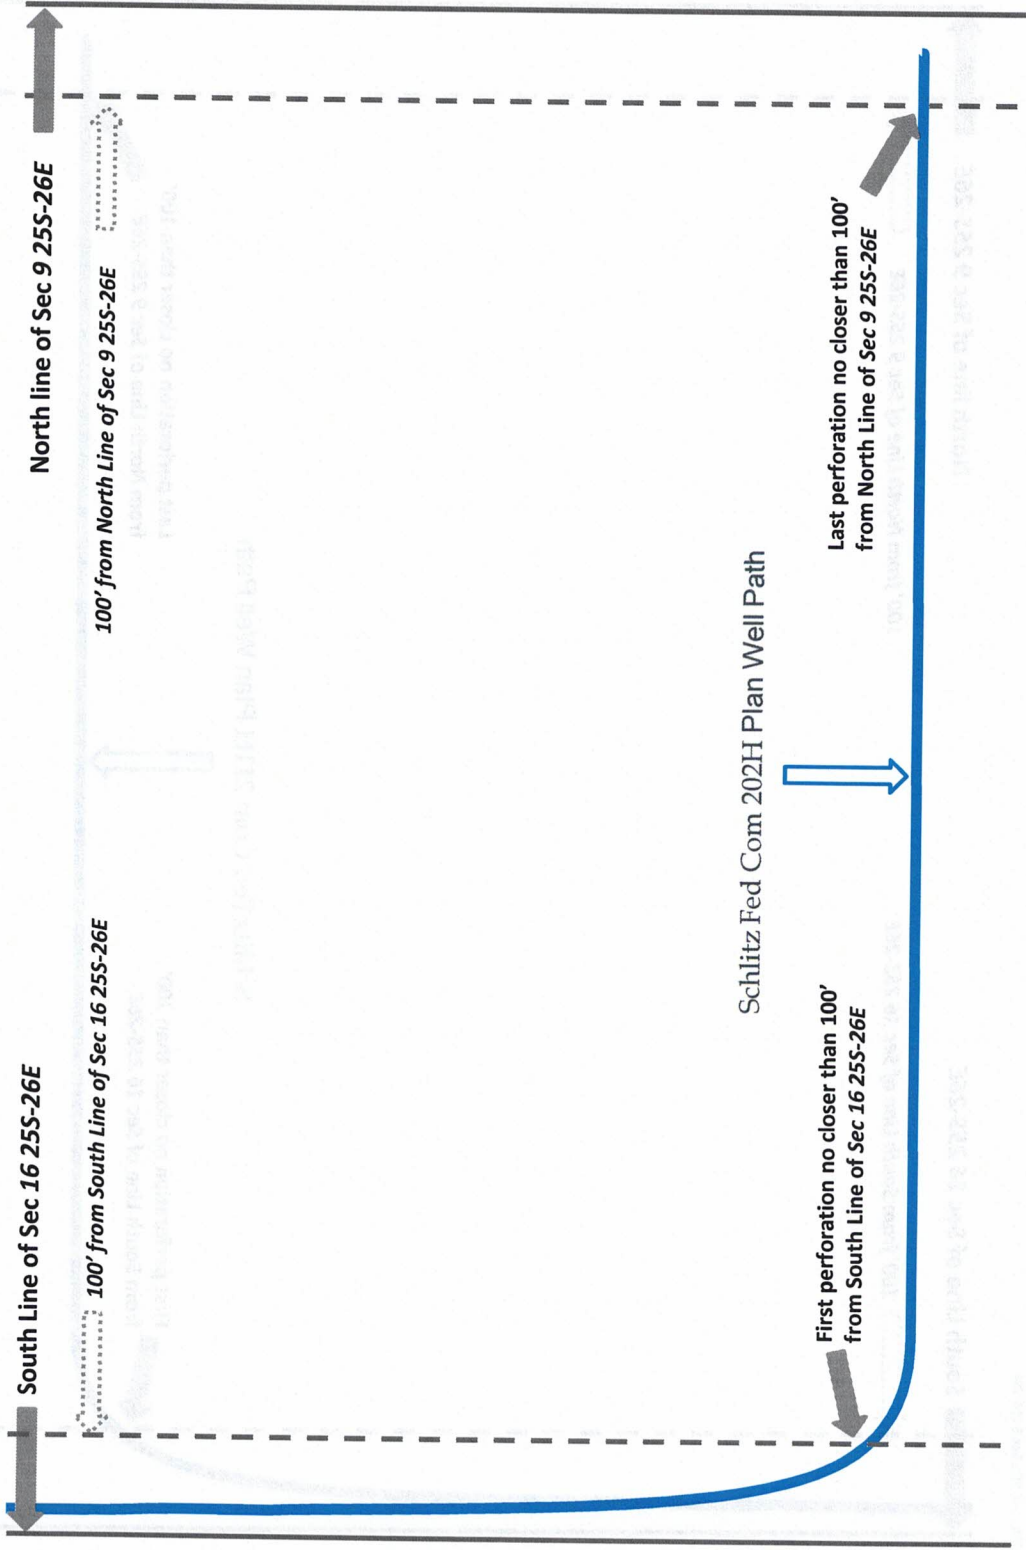 South Line of Sec 16 25S-26E
North line of Sec 9 25S-26E
100' from South Line of Sec 16 25S-26E
100' from North Line of Sec 9 25S-26E
Schlitz Fed Com 202H Plan Well Path
First perforation no closer than 100'
from South Line of Sec 16 25S-26E
Last perforation no closer than 100'
from North Line of Sec 9 25S-26E